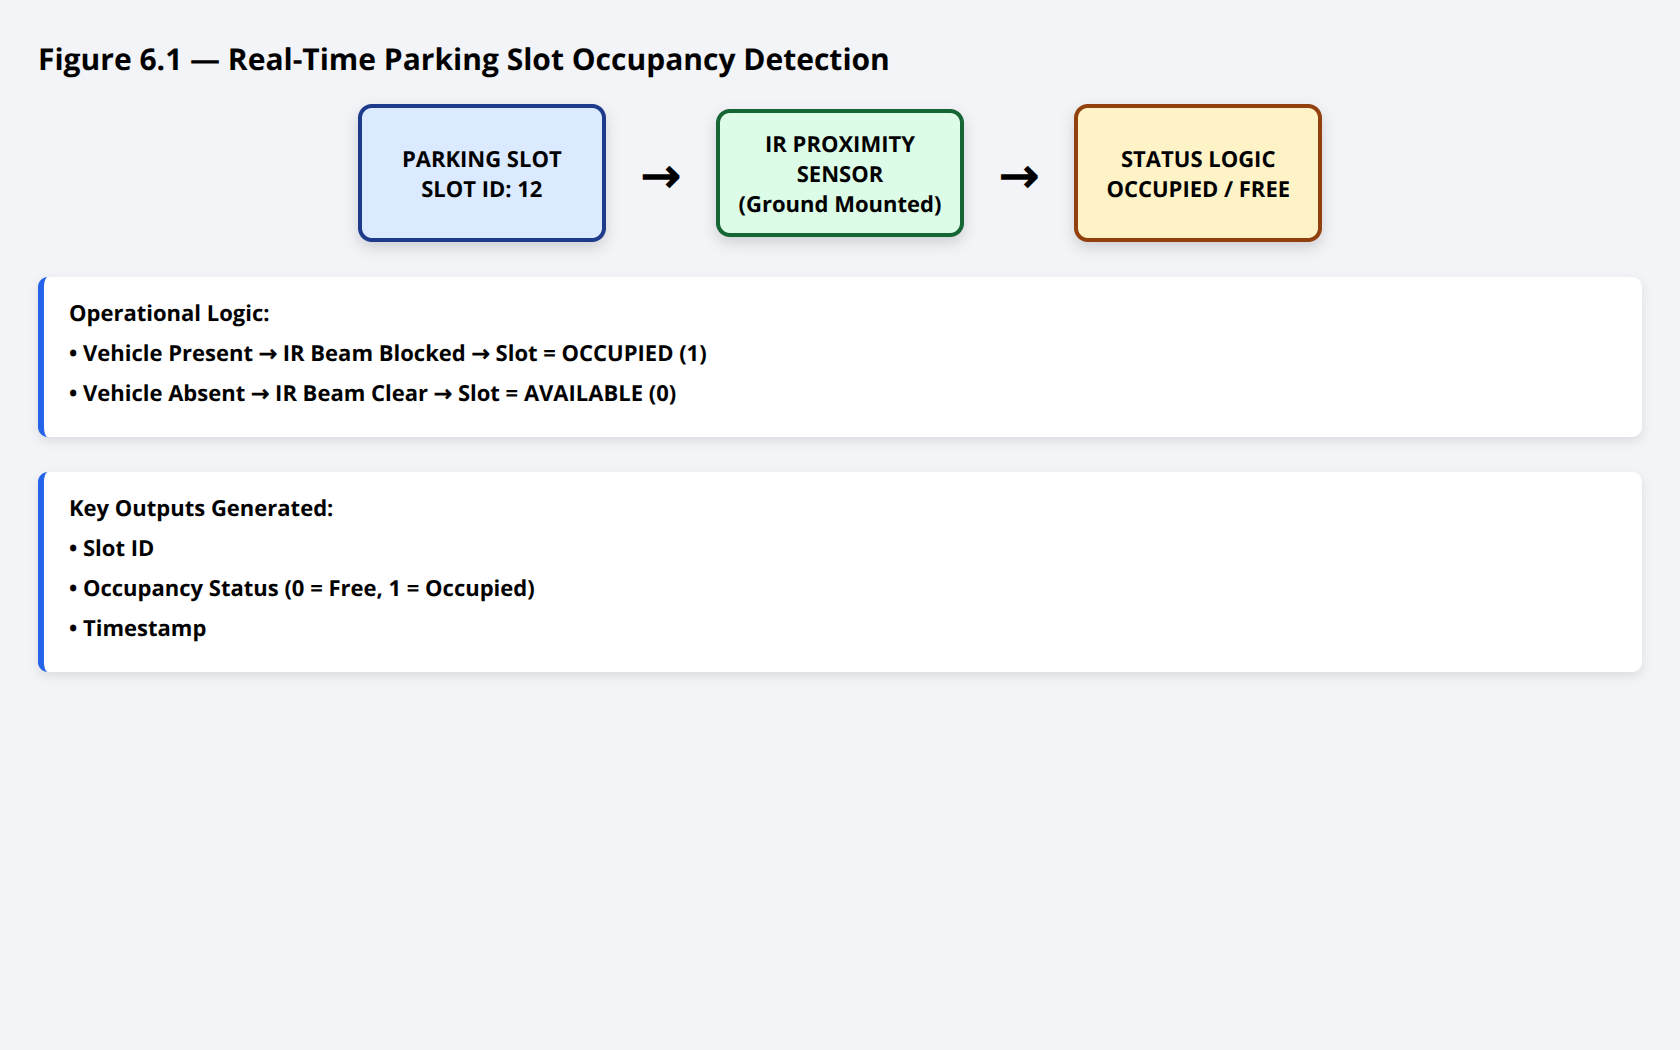 Figure 6.1 — Real-Time Parking Slot Occupancy Detection
PARKING SLOT
SLOT ID: 12
→
IR PROXIMITY
SENSOR
(Ground Mounted)
→
STATUS LOGIC
OCCUPIED / FREE
Operational Logic:
• Vehicle Present → IR Beam Blocked → Slot = OCCUPIED (1)
• Vehicle Absent → IR Beam Clear → Slot = AVAILABLE (0)
Key Outputs Generated:
• Slot ID
• Occupancy Status (0 = Free, 1 = Occupied)
• Timestamp